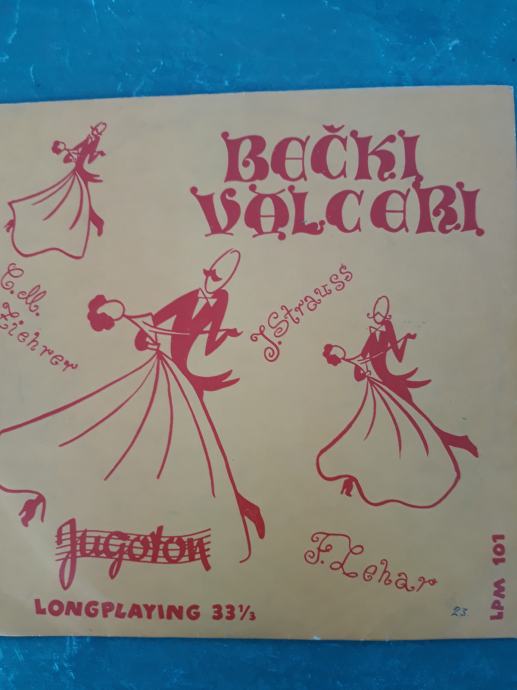 BEČKI
VALCERI
C. M.
Ziehrer
J. Strauss
Jugoton
F. Lehar
LONGPLAYING 33⅓
23.
LPM 101